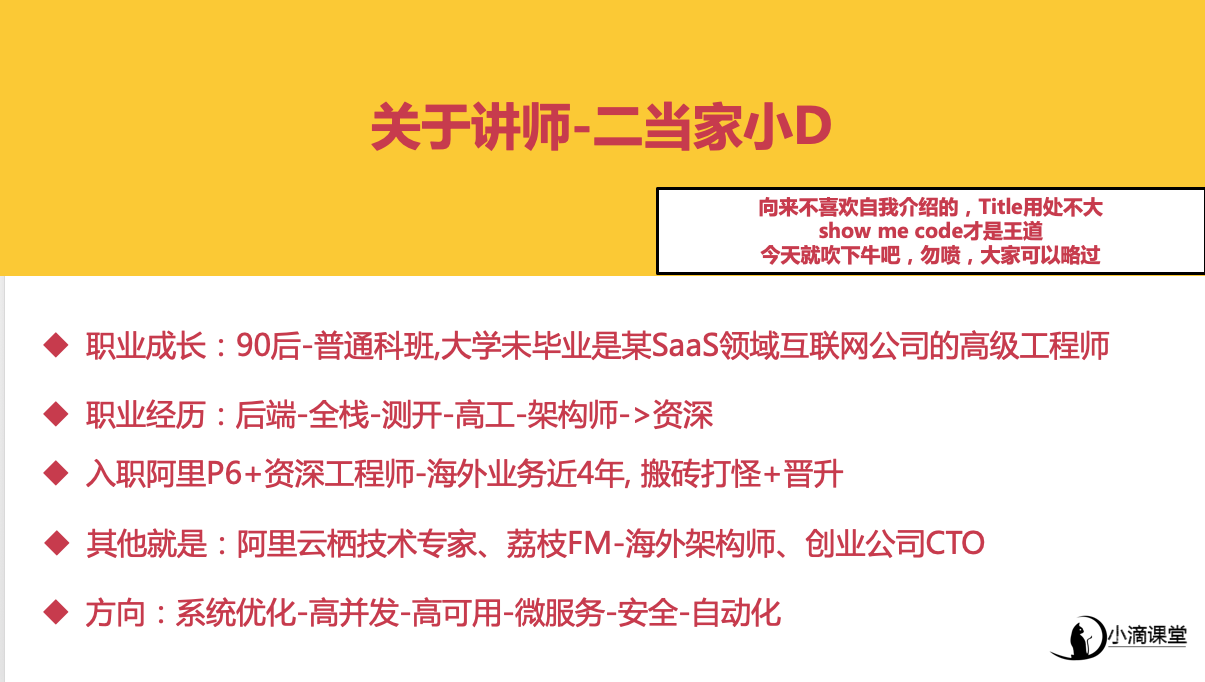 关于讲师-二当家小D
向来不喜欢自我介绍的，Title用处不大
show me code才是王道
今天就吹下牛吧，勿喷，大家可以略过
职业成长：90后-普通科班,大学未毕业是某SaaS领域互联网公司的高级工程师
职业经历：后端-全栈-测开-高工-架构师->资深
入职阿里P6+资深工程师-海外业务近4年, 搬砖打怪+晋升
其他就是：阿里云栖技术专家、荔枝FM-海外架构师、创业公司CTO
方向：系统优化-高并发-高可用-微服务-安全-自动化
小滴课堂